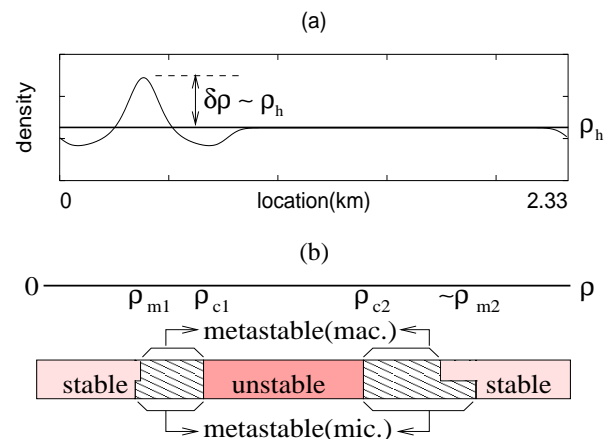 (a)
density
δρ ~ ρh
ρh
0 location(km) 2.33
(b)
0 ρm1 ρc1 ρc2 ~ρm2 ρ
metastable(mac.)
stable unstable stable
metastable(mic.)